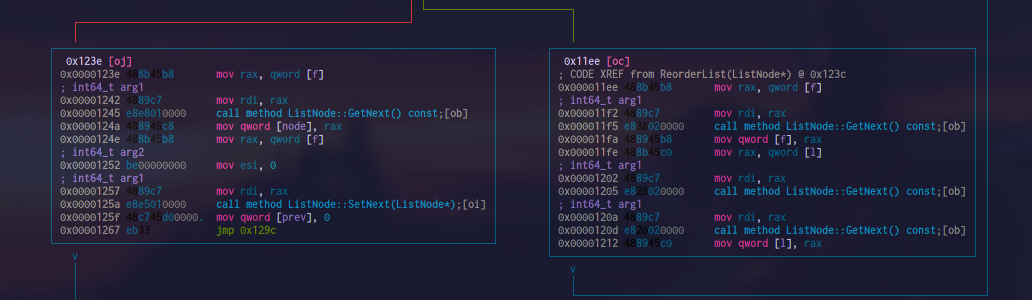 0x123e [oj]
0x0000123e 488b45b8 mov rax, qword [f]
; int64_t arg1
0x00001242 4889c7 mov rdi, rax
0x00001245 e8e8010000 call method ListNode::GetNext() const;[ob]
0x0000124a 488945c8 mov qword [node], rax
0x0000124e 488b45b8 mov rax, qword [f]
; int64_t arg2
0x00001252 be00000000 mov esi, 0
; int64_t arg1
0x00001257 4889c7 mov rdi, rax
0x0000125a e8e5010000 call method ListNode::SetNext(ListNode*);[oi]
0x0000125f 48c745d00000. mov qword [prev], 0
0x00001267 eb33 jmp 0x129c
v
0x11ee [oc]
; CODE XREF from ReorderList(ListNode*) @ 0x123c
0x000011ee 488b45b8 mov rax, qword [f]
; int64_t arg1
0x000011f2 4889c7 mov rdi, rax
0x000011f5 e838020000 call method ListNode::GetNext() const;[ob]
0x000011fa 488945b8 mov qword [f], rax
0x000011fe 488b45c0 mov rax, qword [l]
; int64_t arg1
0x00001202 4889c7 mov rdi, rax
0x00001205 e828020000 call method ListNode::GetNext() const;[ob]
; int64_t arg1
0x0000120a 4889c7 mov rdi, rax
0x0000120d e820020000 call method ListNode::GetNext() const;[ob]
0x00001212 488945c0 mov qword [l], rax
v